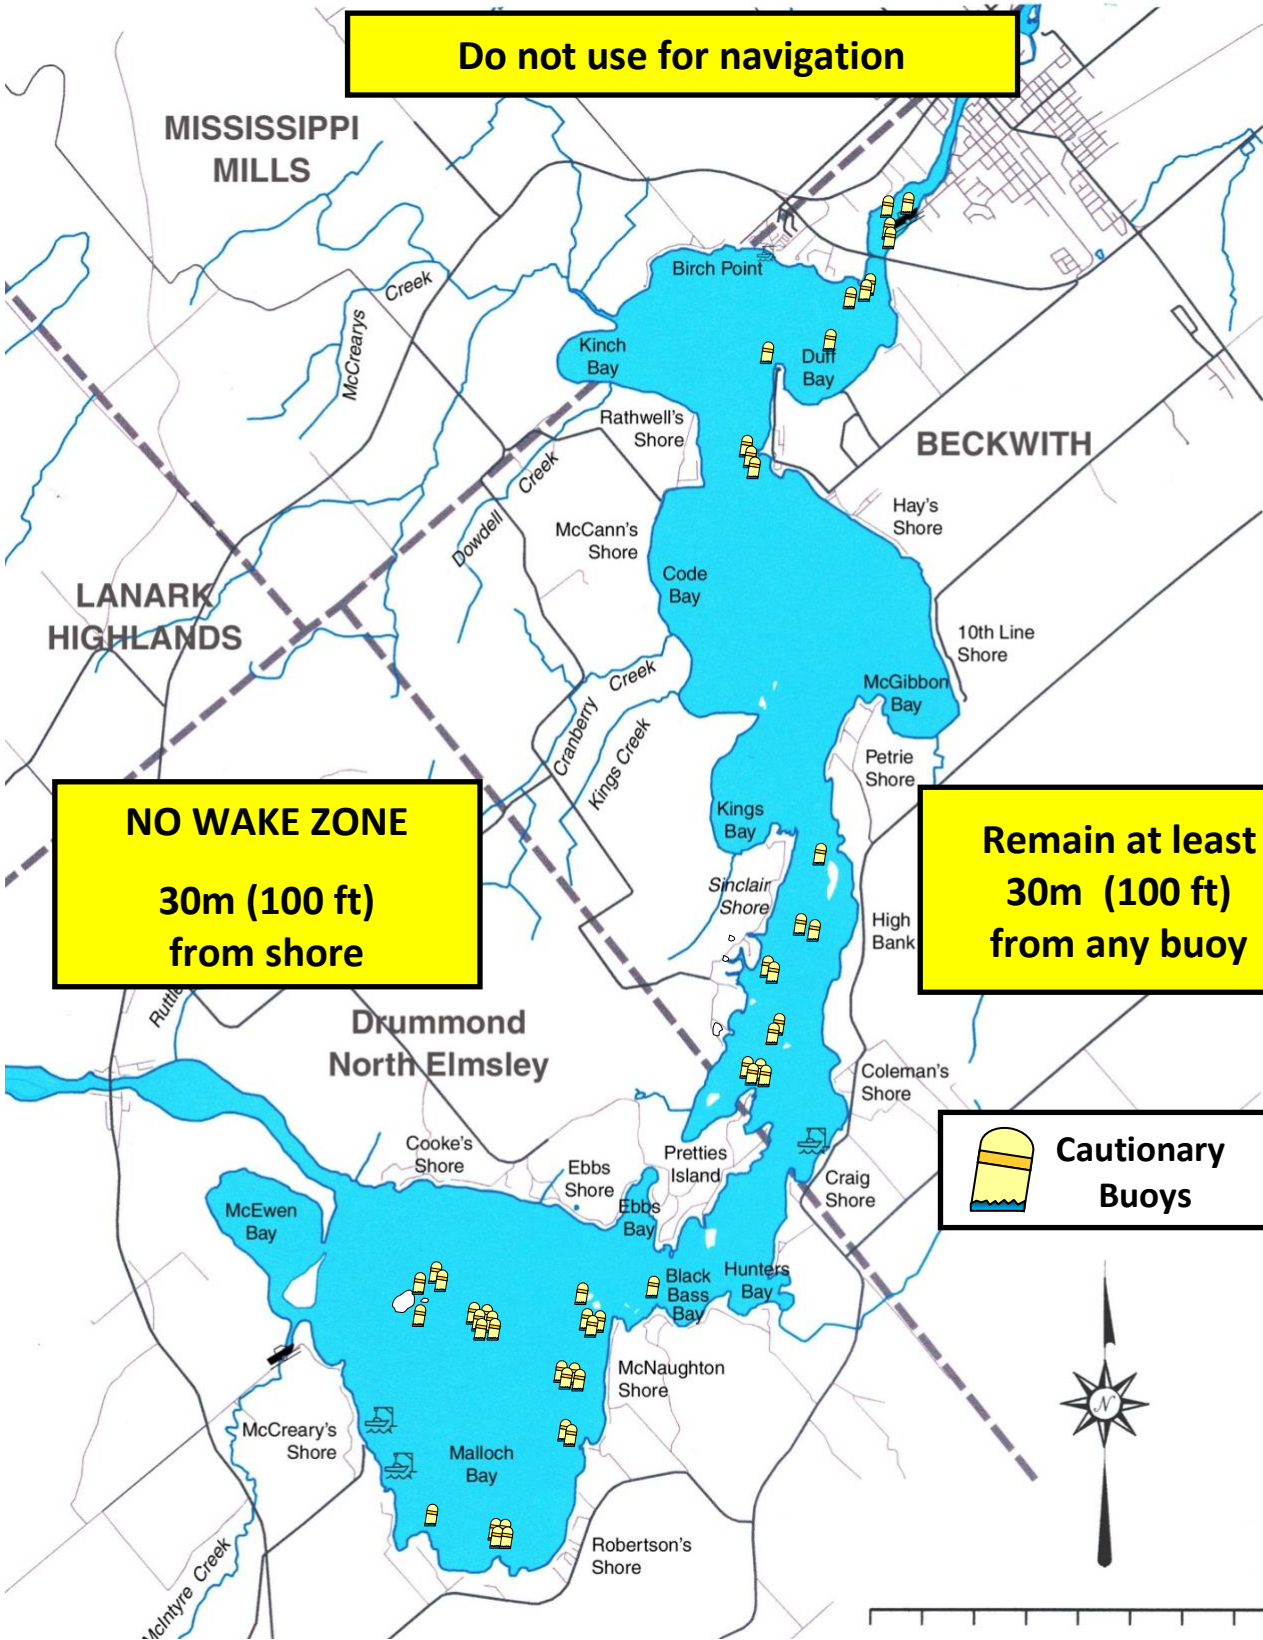 Do not use for navigation
MISSISSIPPI
MILLS
Birch Point
McCrearys
Creek
Kinch
Bay
Duff
Bay
Rathwell's
Shore
BECKWITH
Dowdell
Creek
Hay's
Shore
McCann's
Shore
Code
Bay
LANARK
HIGHLANDS
10th Line
Shore
Cranberry
Creek
McGibbon
Bay
Kings Creek
Petrie
Shore
NO WAKE ZONE
30m (100 ft)
from shore
Kings
Bay
Remain at least
30m (100 ft)
from any buoy
Sinclair
Shore
High
Bank
Drummond
North Elmsley
Coleman's
Shore
Cooke's
Shore
Ebbs
Shore
Pretties
Island
Cautionary
Buoys
Craig
Shore
McEwen
Bay
Ebbs
Bay
Black
Bass
Bay
Hunters
Bay
McNaughton
Shore
N
McCreary's
Shore
Malloch
Bay
Robertson's
Shore
McIntyre Creek